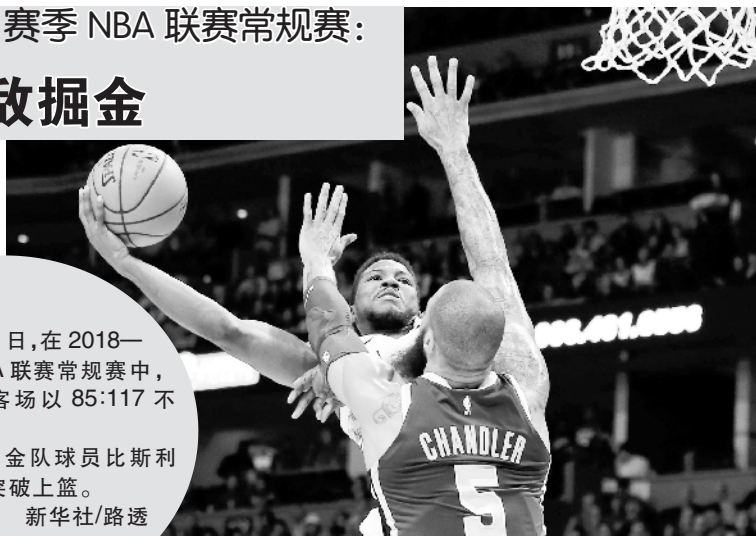 赛季 NBA 联赛常规赛：
敌掘金
日，在 2018—
A 联赛常规赛中，
客场以 85∶117 不
金队球员比斯利
突破上篮。
新华社/路透
CHANDLER
5